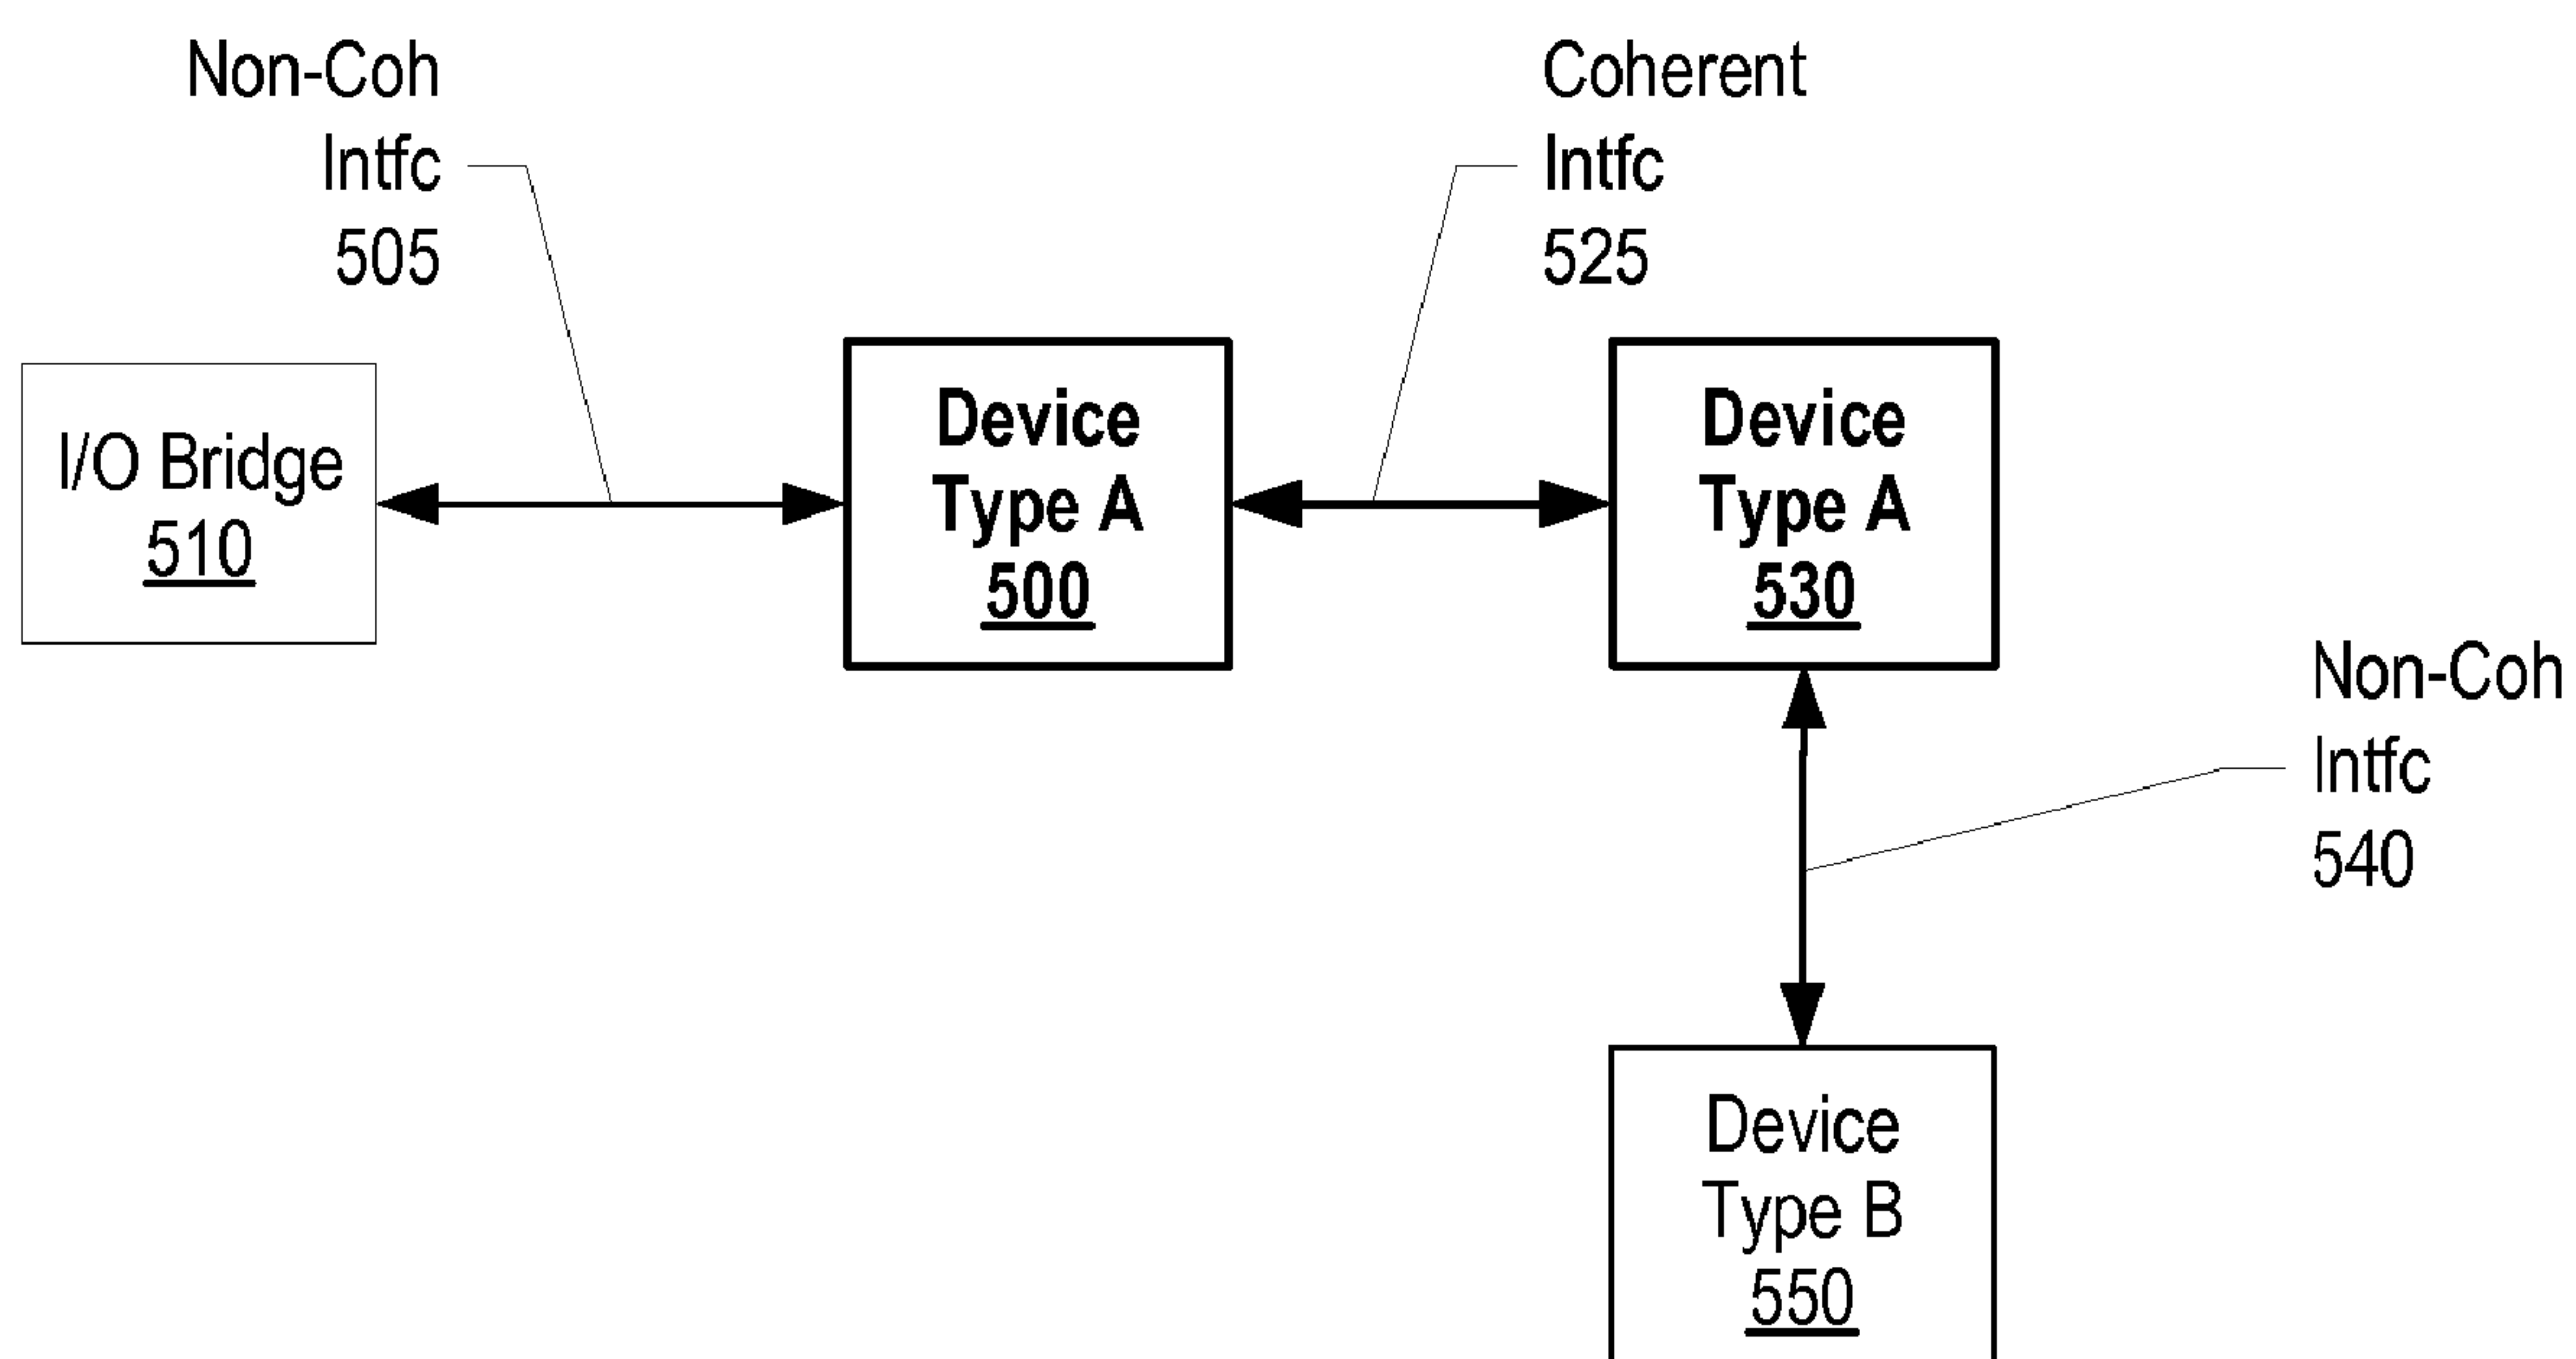 Non-Coh
Intfc
505
Coherent
Intfc
525
I/O Bridge
510
Device
Type A
500
Device
Type A
530
Non-Coh
Intfc
540
Device
Type B
550